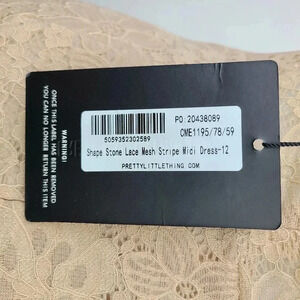 PO:20438089
5059352302589
CME1195/78/59
Shape Stone Lace Mesh Stripe Midi Dress-12
PRETTYLITTLETHING.COM
WARNING!
ONCE THIS LABEL HAS BEEN REMOVED
YOU CAN NO LONGER
RETURN THIS ITEM